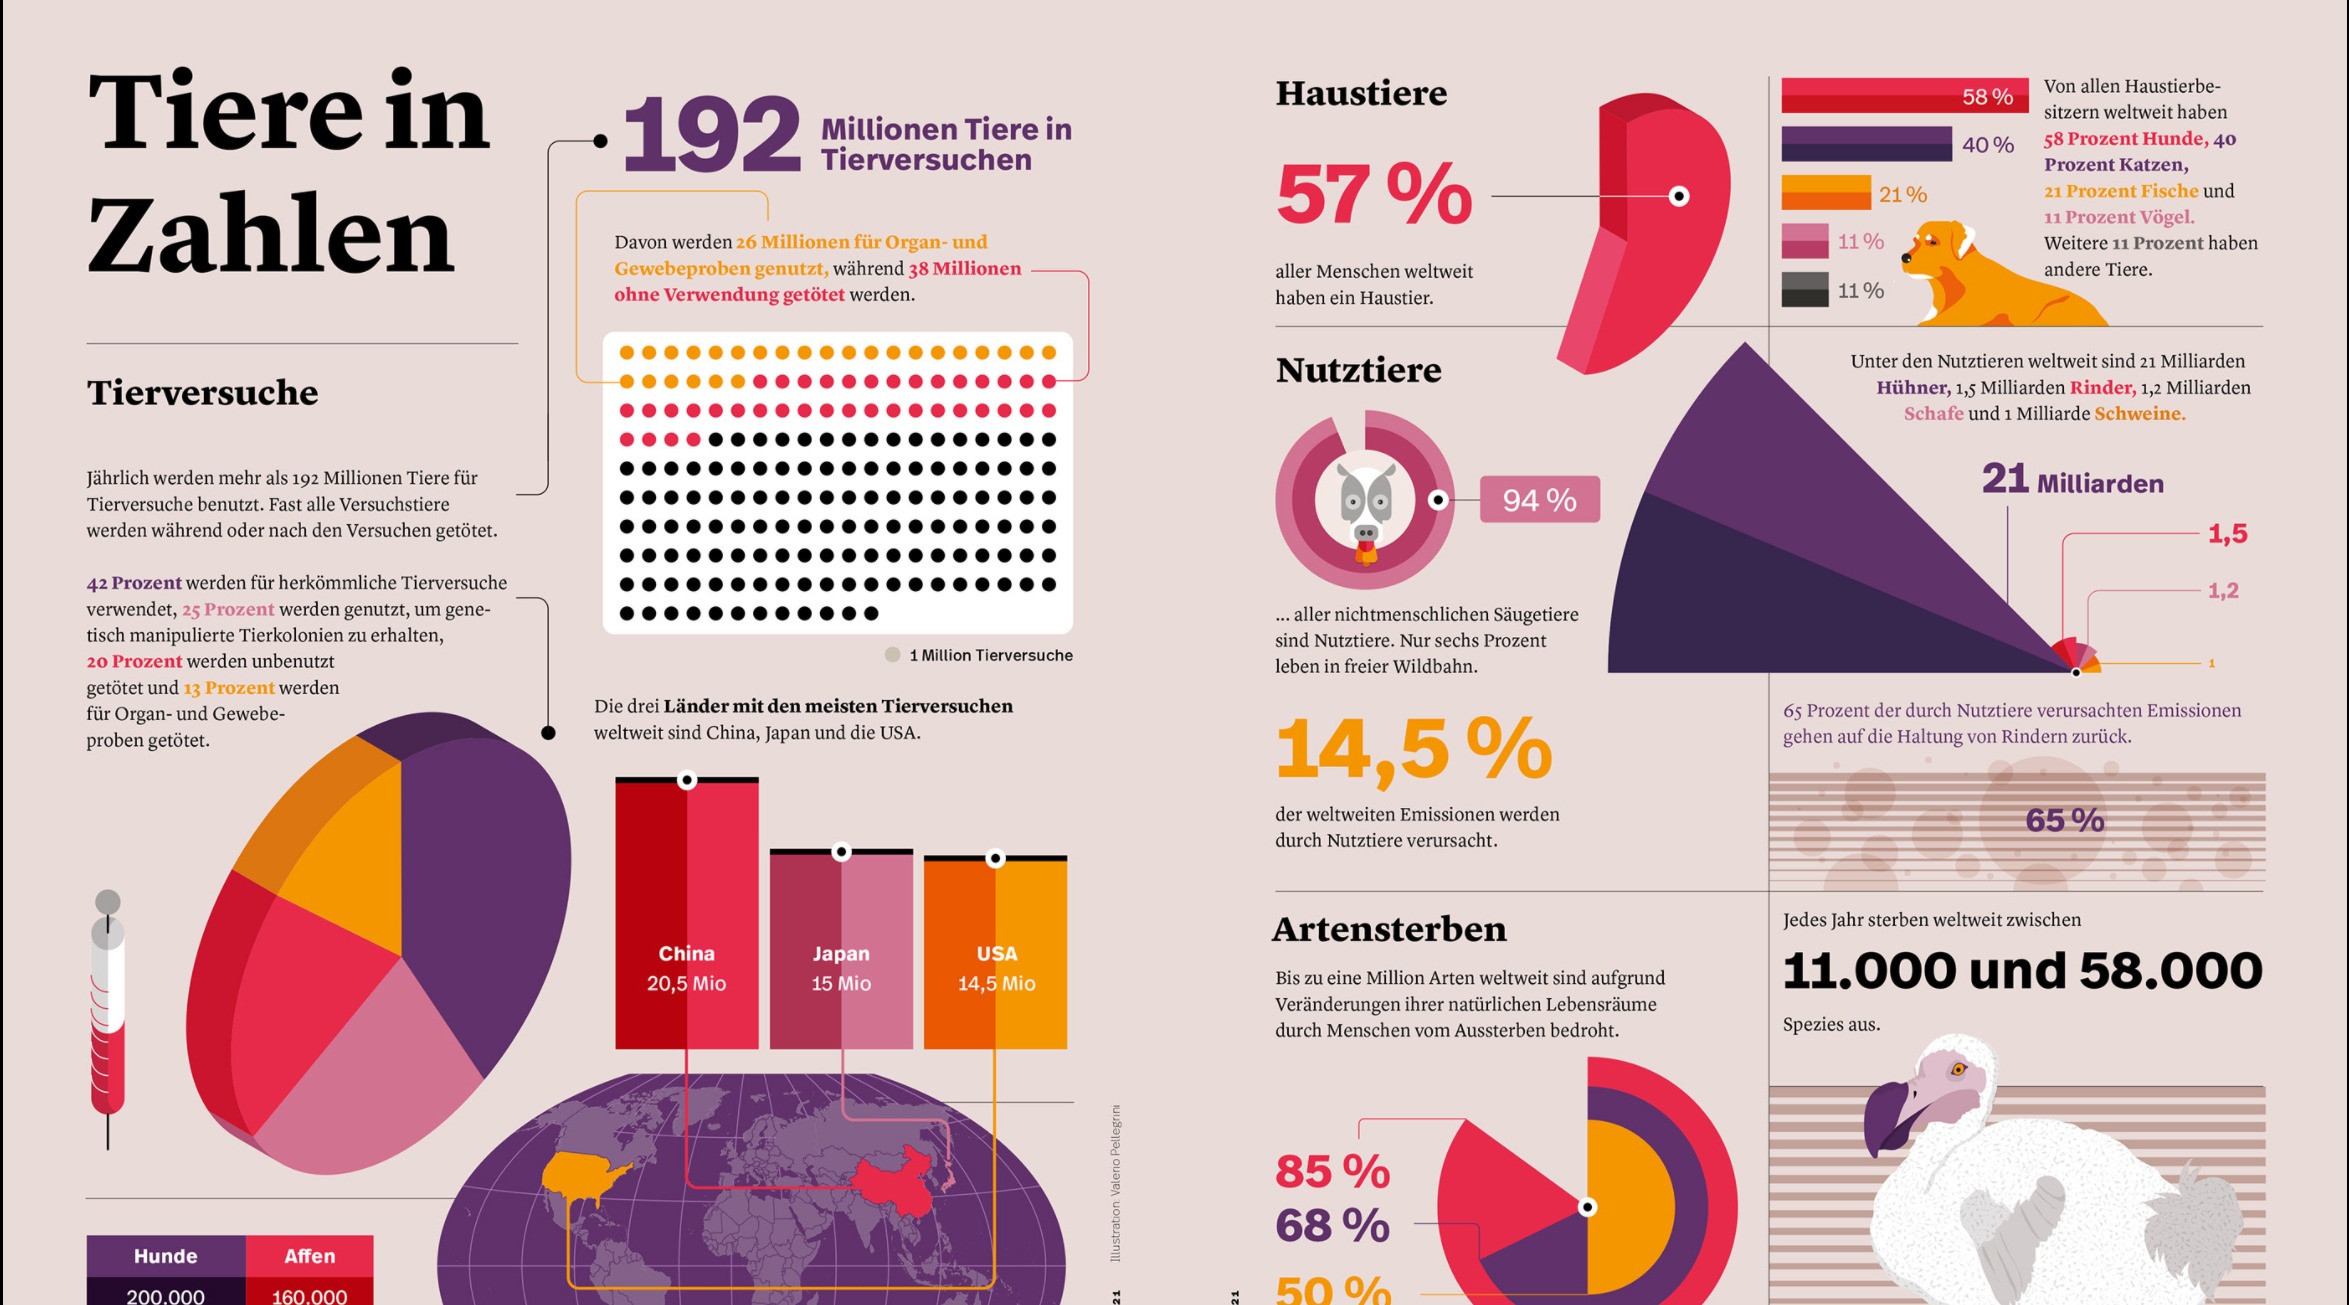 Tiere in
Zahlen
192
Millionen Tiere in
Tierversuchen
Davon werden 26 Millionen für Organ- und
Gewebeproben genutzt, während 38 Millionen
ohne Verwendung getötet werden.
1 Million Tierversuche
Tierversuche
Jährlich werden mehr als 192 Millionen Tiere für
Tierversuche benutzt. Fast alle Versuchstiere
werden während oder nach den Versuchen getötet.
42 Prozent werden für herkömmliche Tierversuche
verwendet, 25 Prozent werden genutzt, um gene-
tisch manipulierte Tierkolonien zu erhalten,
20 Prozent werden unbenutzt
getötet und 13 Prozent werden
für Organ- und Gewebe-
proben getötet.
Die drei Länder mit den meisten Tierversuchen
weltweit sind China, Japan und die USA.
China
20,5 Mio
Japan
15 Mio
USA
14,5 Mio
Hunde
200.000
Affen
160.000
Illustration Valerio Pellegrini
21
21
Haustiere
57 %
aller Menschen weltweit
haben ein Haustier.
58 %
40 %
21 %
11 %
11 %
Von allen Haustierbe-
sitzern weltweit haben
58 Prozent Hunde, 40
Prozent Katzen,
21 Prozent Fische und
11 Prozent Vögel.
Weitere 11 Prozent haben
andere Tiere.
Nutztiere
94 %
... aller nichtmenschlichen Säugetiere
sind Nutztiere. Nur sechs Prozent
leben in freier Wildbahn.
Unter den Nutztieren weltweit sind 21 Milliarden
Hühner, 1,5 Milliarden Rinder, 1,2 Milliarden
Schafe und 1 Milliarde Schweine.
21 Milliarden
1,5
1,2
1
14,5 %
der weltweiten Emissionen werden
durch Nutztiere verursacht.
65 Prozent der durch Nutztiere verursachten Emissionen
gehen auf die Haltung von Rindern zurück.
65 %
Artensterben
Bis zu eine Million Arten weltweit sind aufgrund
Veränderungen ihrer natürlichen Lebensräume
durch Menschen vom Aussterben bedroht.
85 %
68 %
50 %
Jedes Jahr sterben weltweit zwischen
11.000 und 58.000
Spezies aus.